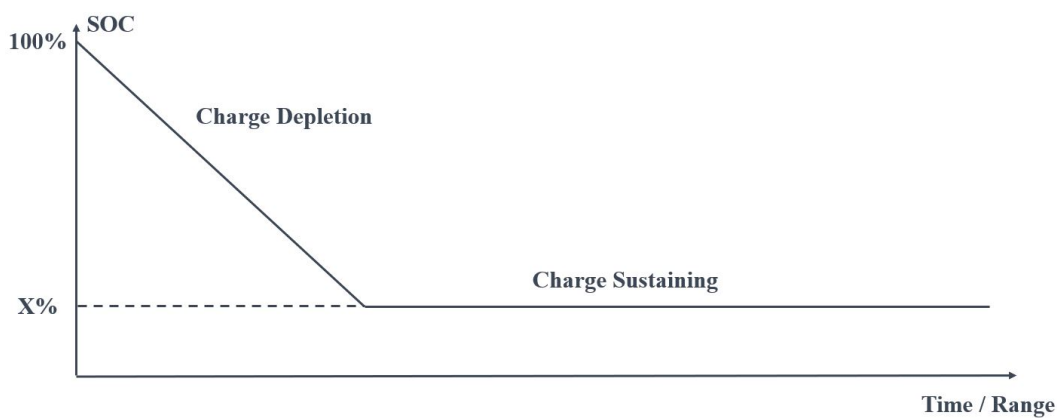 SOC
100%
Charge Depletion
Charge Sustaining
X%
Time / Range